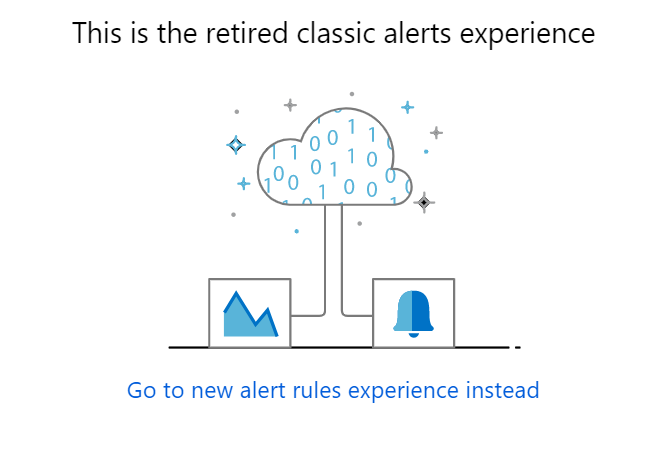 This is the retired classic alerts experience
Go to new alert rules experience instead